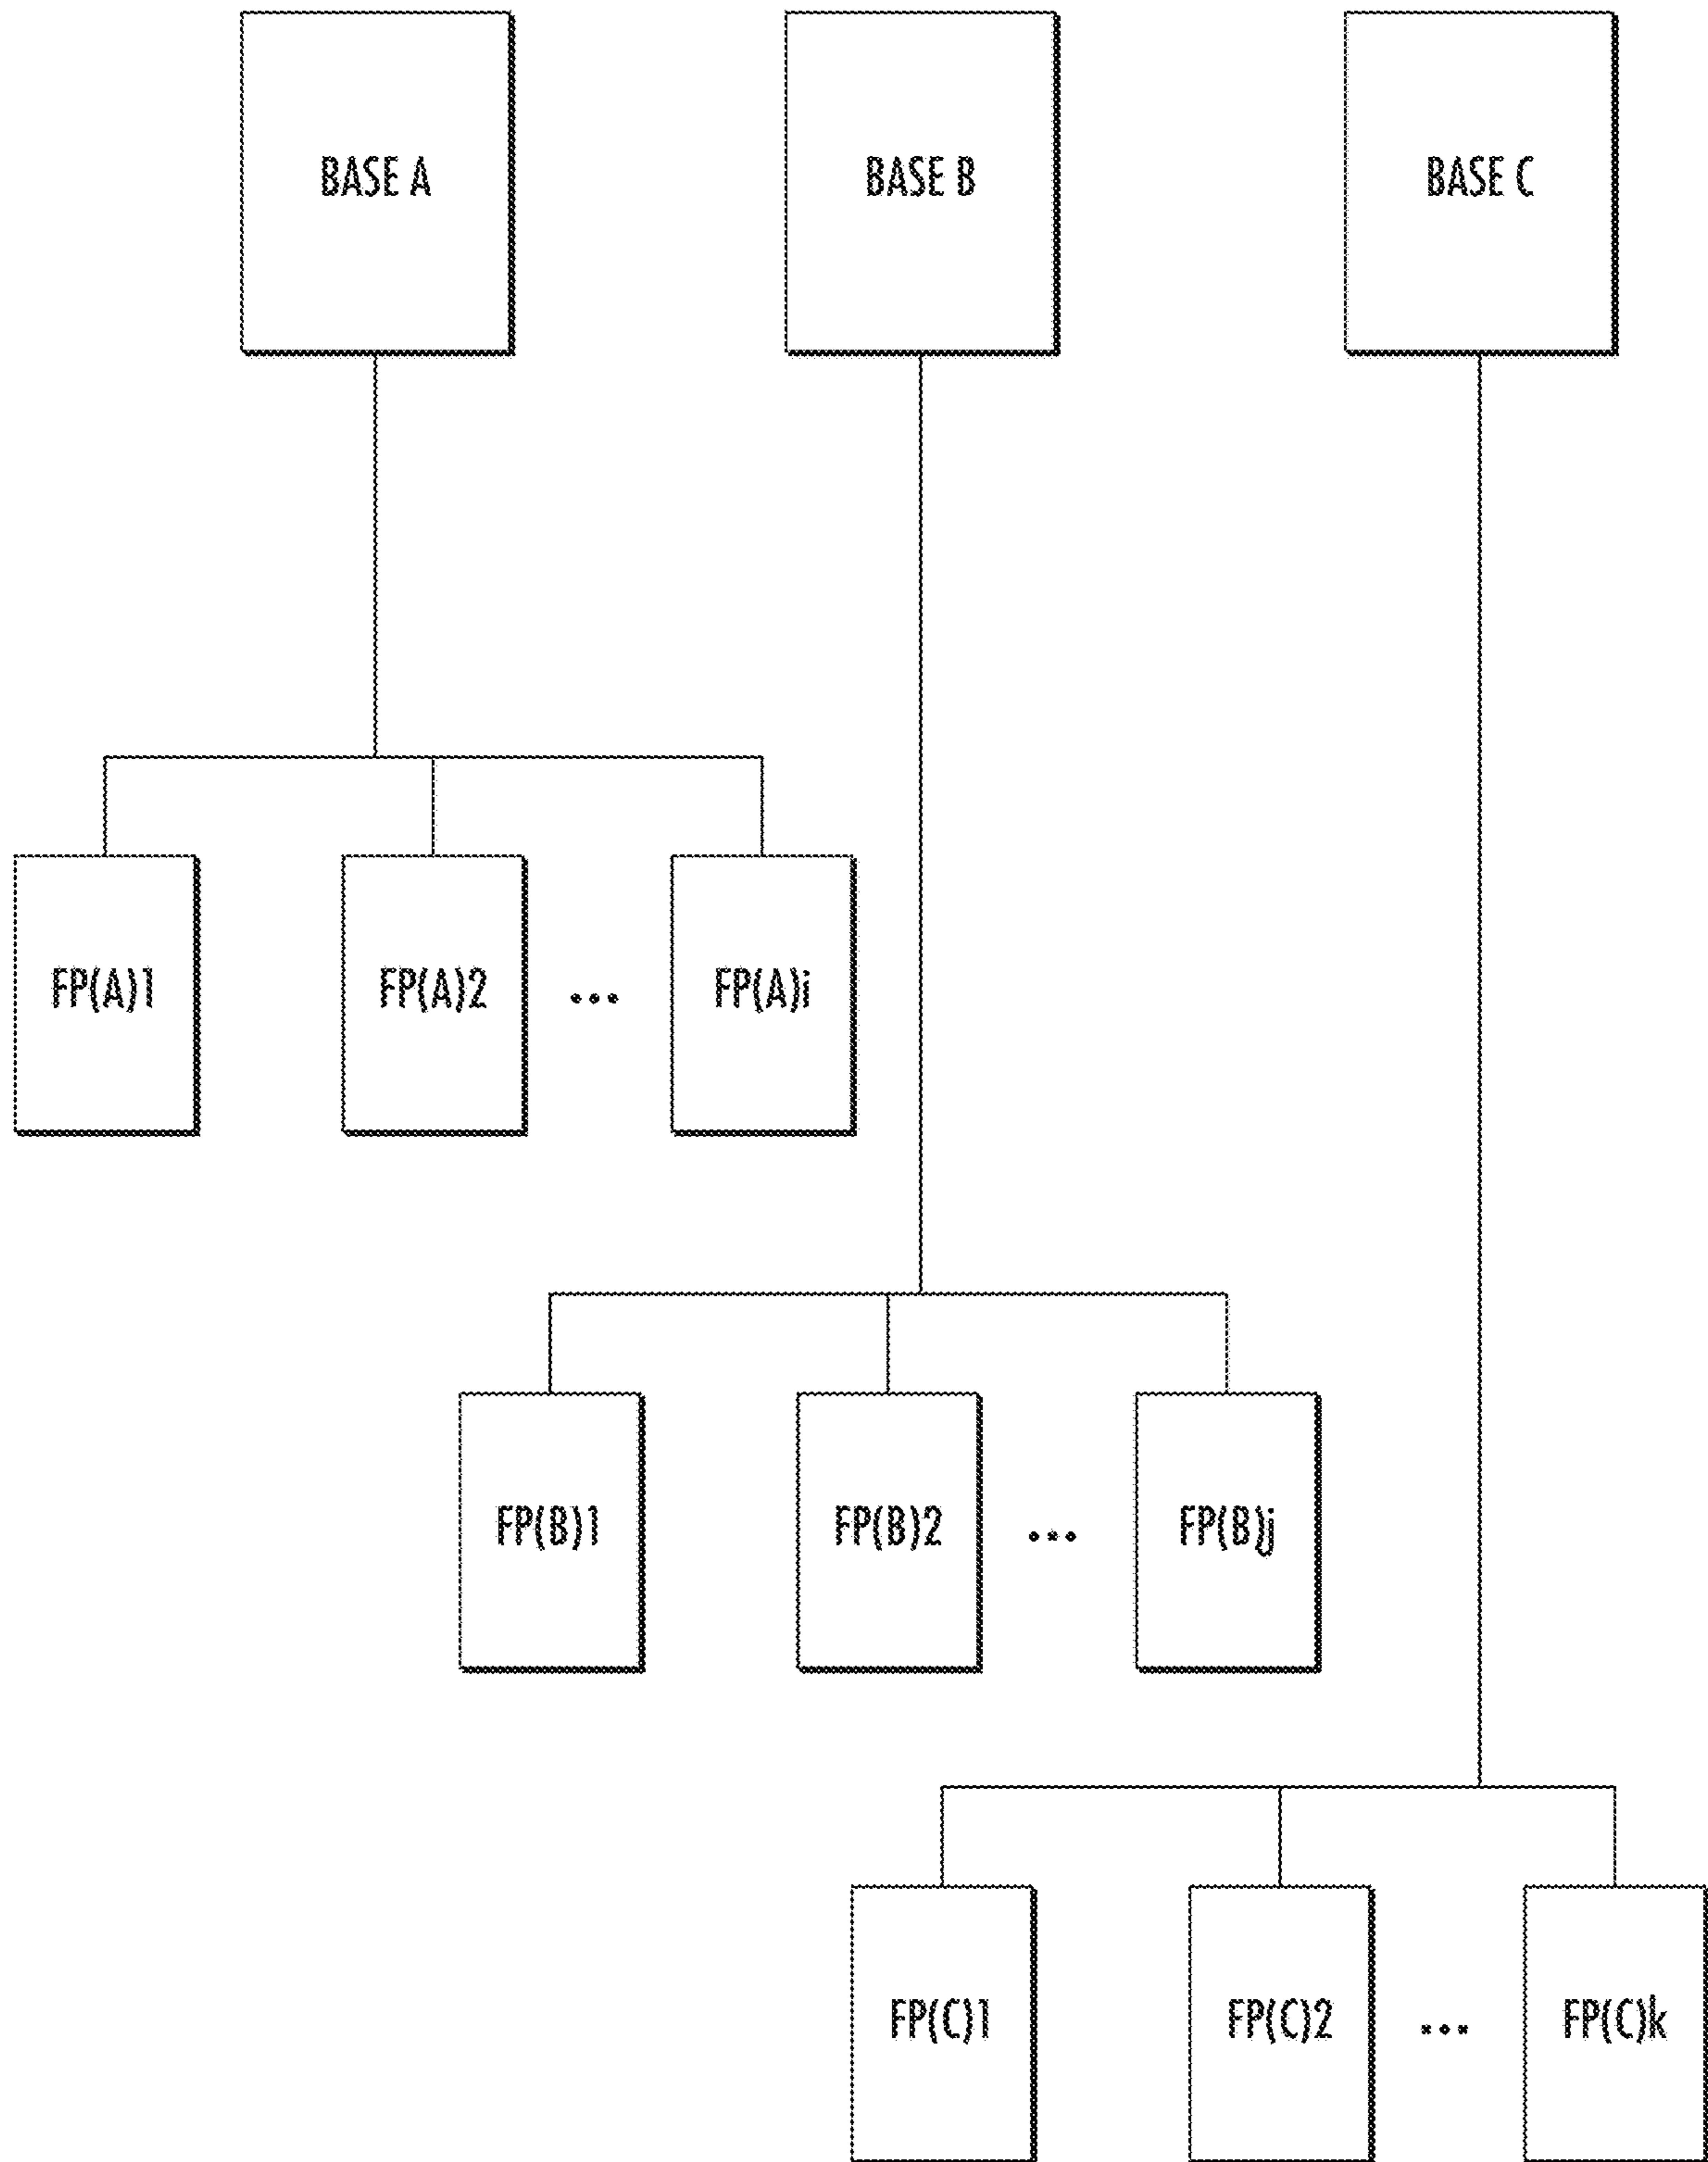 BASE A
BASE B
BASE C
FP(A)1
FP(A)2
...
FP(A)i
FP(B)1
FP(B)2
...
FP(B)j
FP(C)1
FP(C)2
...
FP(C)k